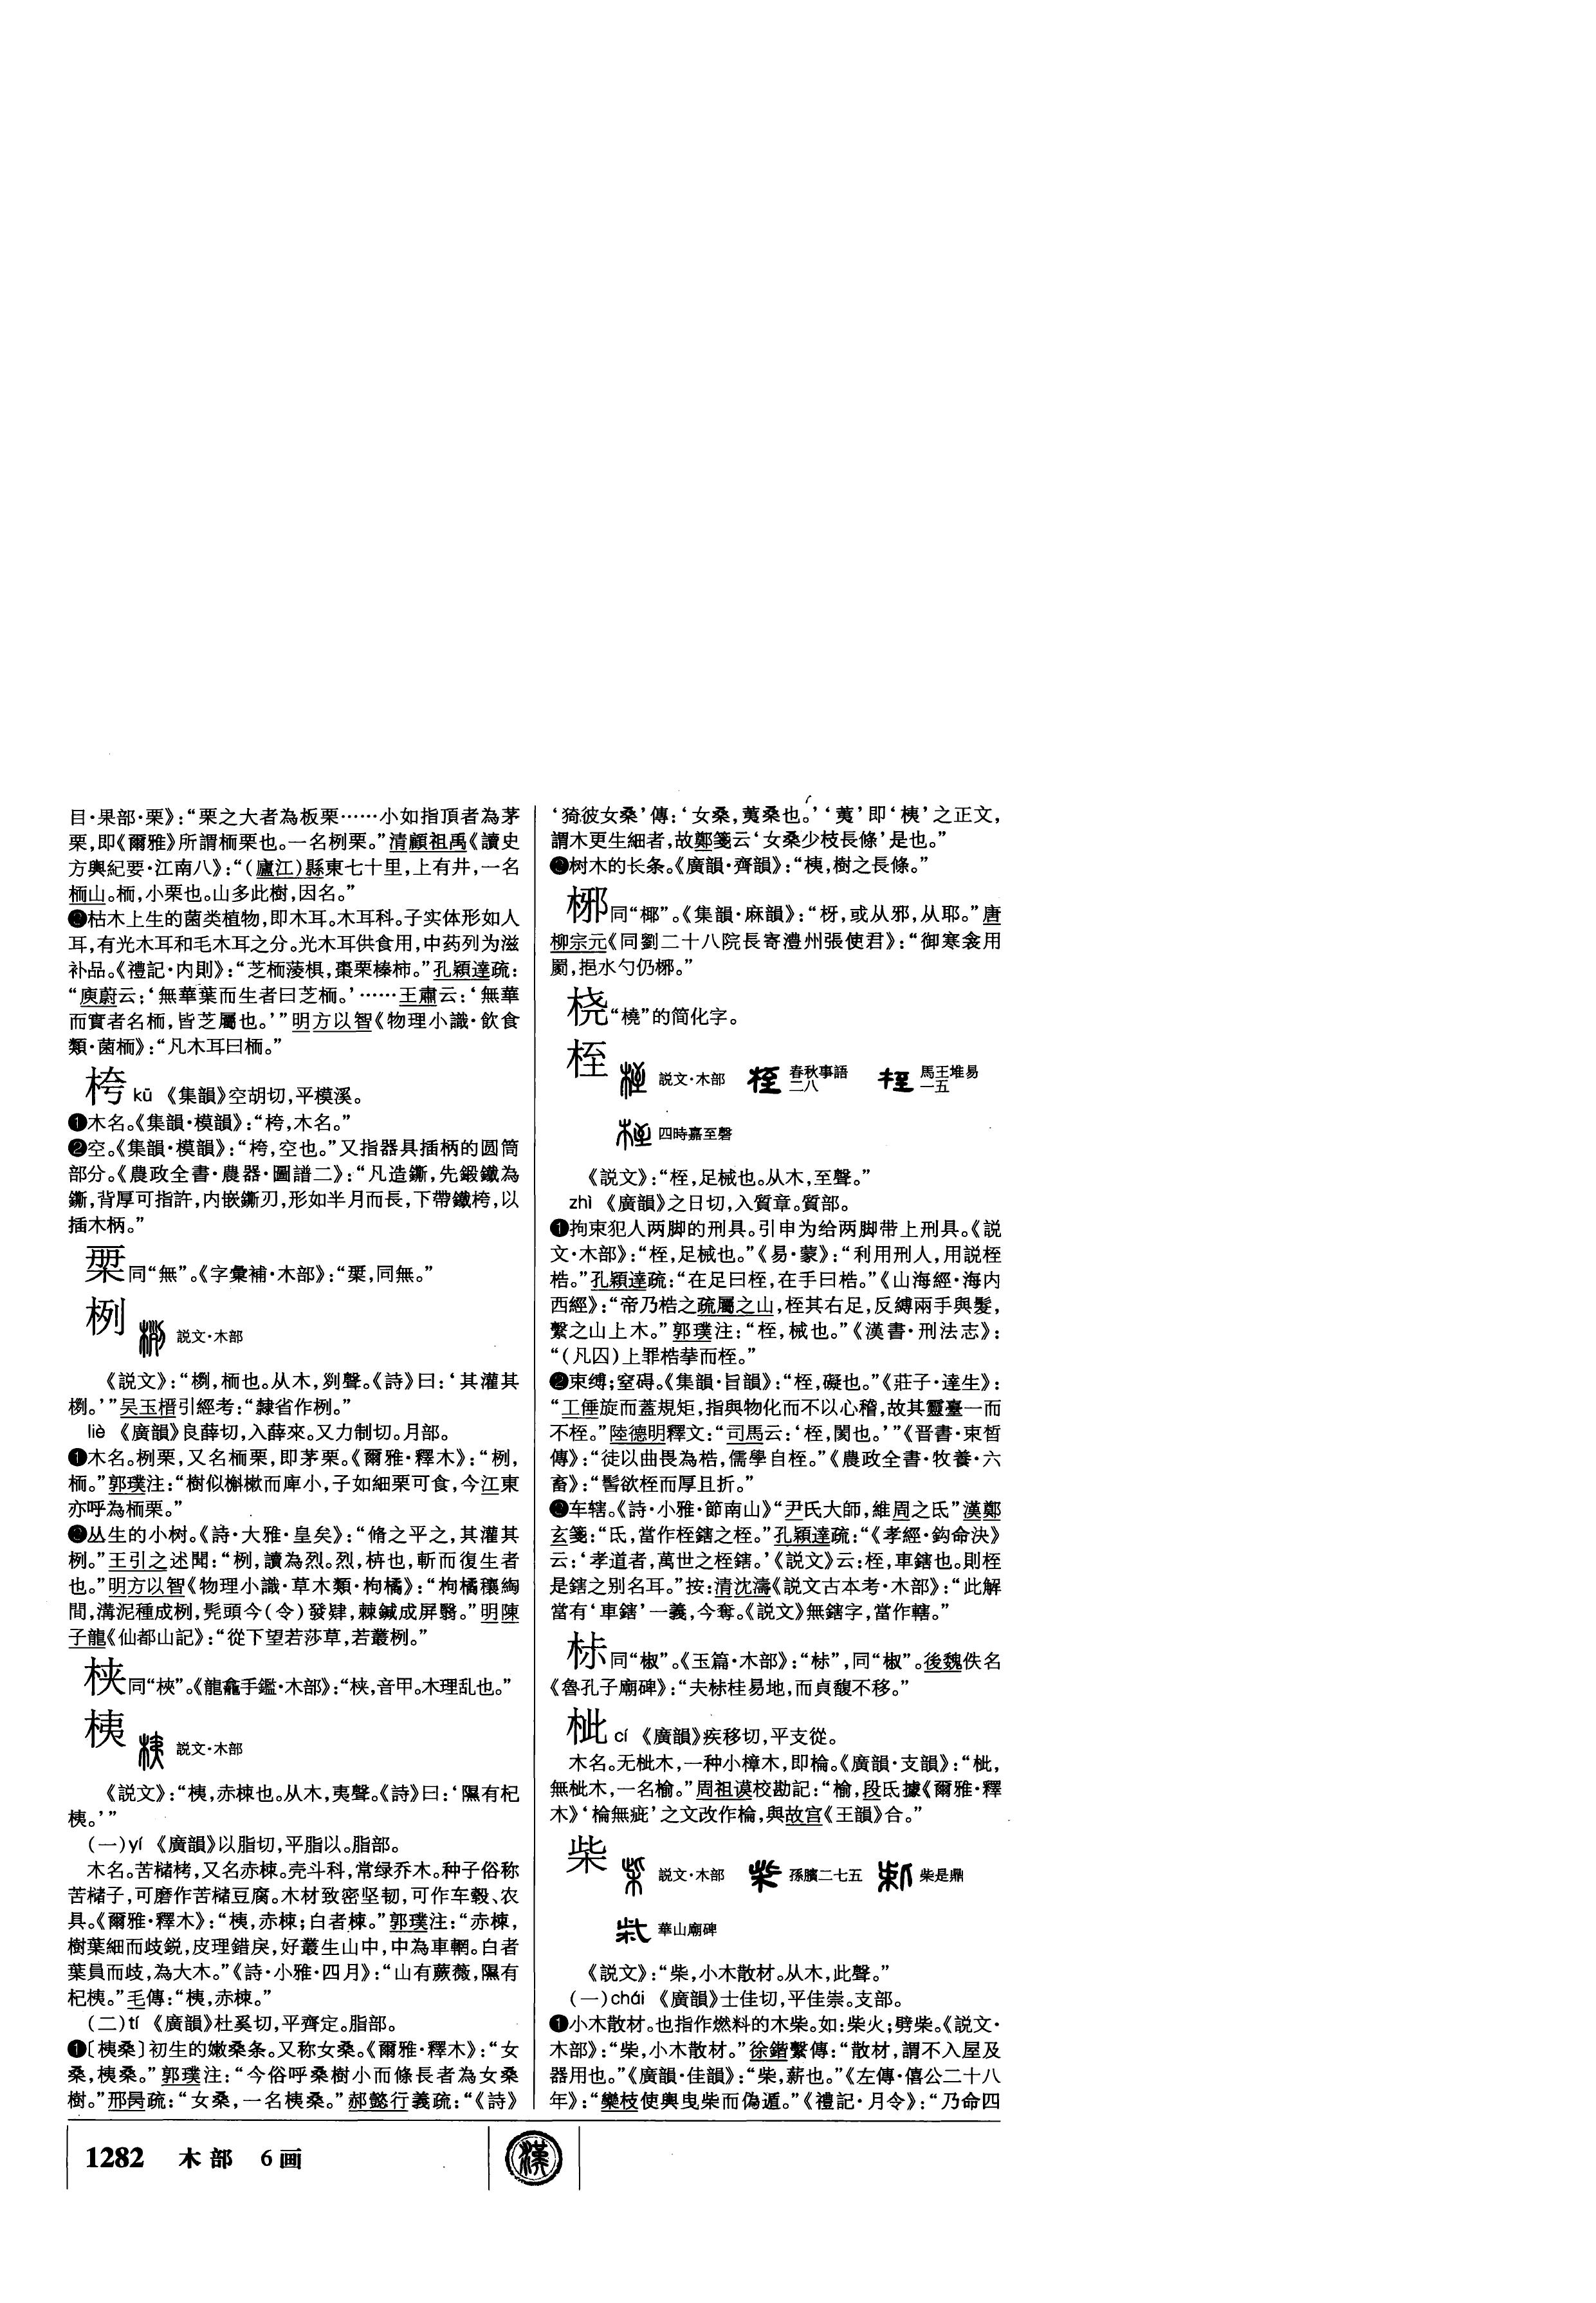 目·果部·栗》：“栗之大者為板栗……小如指頂者為茅
栗，即《爾雅》所謂栭栗也。一名栵栗。”清顧祖禹《讀史
方輿紀要·江南八》：“（廬江）縣東七十里，上有井，一名
栭山。栭，小栗也。山多此樹，因名。”
❷枯木上生的菌类植物，即木耳。木耳科。子实体形如人
耳，有光木耳和毛木耳之分。光木耳供食用，中药列为滋
补品。《禮記·内則》：“芝栭蔆椇，棗栗榛柿。”孔穎達疏：
“庾蔚云：‘無華葉而生者曰芝栭。’……王肅云：‘無華
而實者名栭，皆芝屬也。’”明方以智《物理小識·飲食
類·菌栭》：“凡木耳曰栭。”
桍 kū 《集韻》空胡切，平模溪。
❶木名。《集韻·模韻》：“桍，木名。”
❷空。《集韻·模韻》：“桍，空也。”又指器具插柄的圆筒
部分。《農政全書·農器·圖譜二》：“凡造鐁，先鍛鐵為
鐁，背厚可指許，内嵌鐁刃，形如半月而長，下帶鐵桍，以
插木柄。”
同“無”。《字彙補·木部》：“，同無。”
栵 説文·木部
《説文》：“栵，栭也。从木，𠛱聲。《詩》曰：‘其灌其
栵。’”吴玉搢引經考：“隸省作栵。”
liè 《廣韻》良薛切，入薛來。又力制切。月部。
❶木名。栵栗，又名栭栗，即茅栗。《爾雅·釋木》：“栵，
栭。”郭璞注：“樹似槲樕而庳小，子如細栗可食，今江東
亦呼為栭栗。”
❷丛生的小树。《詩·大雅·皇矣》：“脩之平之，其灌其
栵。”王引之述聞：“栵，讀為烈。烈，枿也，斬而復生者
也。”明方以智《物理小識·草木類·枸橘》：“枸橘穰綯
間，溝泥種成栵，髡頭今（令）發肄，棘鍼成屏翳。”明陳
子龍《仙都山記》：“從下望若莎草，若叢栵。”
㭠同“梜”。《龍龕手鑑·木部》：“㭠，音甲。木理乱也。”
桋 説文·木部
《説文》：“桋，赤楝也。从木，夷聲。《詩》曰：‘隰有杞
桋。’”
（一）yí 《廣韻》以脂切，平脂以。脂部。
木名。苦櫧栲，又名赤楝。壳斗科，常绿乔木。种子俗称
苦櫧子，可磨作苦櫧豆腐。木材致密坚韧，可作车毂、农
具。《爾雅·釋木》：“桋，赤楝；白者楝。”郭璞注：“赤楝，
樹葉細而歧鋭，皮理錯戾，好叢生山中，中為車輞。白者
葉員而歧，為大木。”《詩·小雅·四月》：“山有蕨薇，隰有
杞桋。”毛傳：“桋，赤楝。”
（二）tí 《廣韻》杜奚切，平齊定。脂部。
❶［桋桑］初生的嫩桑条。又称女桑。《爾雅·釋木》：“女
桑，桋桑。”郭璞注：“今俗呼桑樹小而條長者為女桑
樹。”邢昺疏：“女桑，一名桋桑。”郝懿行義疏：“《詩》
‘猗彼女桑’傳：‘女桑，荑桑也。’‘荑’即‘桋’之正文，
謂木更生細者，故鄭箋云‘女桑少枝長條’是也。”
❷树木的长条。《廣韻·齊韻》：“桋，樹之長條。”
梛同“椰”。《集韻·麻韻》：“枒，或从邪，从耶。”唐
柳宗元《同劉二十八院長寄澧州張使君》：“御寒衾用
罽，挹水勺仍梛。”
桡“橈”的简化字。
桎 説文·木部 春秋事語二八 馬王堆易一五
四時嘉至磬
《説文》：“桎，足械也。从木，至聲。”
zhì 《廣韻》之日切，入質章。質部。
❶拘束犯人两脚的刑具。引申为给两脚带上刑具。《説
文·木部》：“桎，足械也。”《易·蒙》：“利用刑人，用説桎
梏。”孔穎達疏：“在足曰桎，在手曰梏。”《山海經·海内
西經》：“帝乃梏之疏屬之山，桎其右足，反縛兩手與髮，
繫之山上木。”郭璞注：“桎，械也。”《漢書·刑法志》：
“（凡囚）上罪梏拲而桎。”
❷束缚；窒碍。《集韻·旨韻》：“桎，礙也。”《莊子·達生》：
“工倕旋而蓋規矩，指與物化而不以心稽，故其靈臺一而
不桎。”陸德明釋文：“司馬云：‘桎，閡也。’”《晋書·束晳
傳》：“徒以曲畏為梏，儒學自桎。”《農政全書·牧養·六
畜》：“髻欲桎而厚且折。”
❸车辖。《詩·小雅·節南山》“尹氏大師，維周之氐”漢鄭
玄箋：“氐，當作桎鎋之桎。”孔穎達疏：“《孝經·鈎命決》
云：‘孝道者，萬世之桎鎋。’《説文》云：桎，車鎋也。則桎
是鎋之别名耳。”按：清沈濤《説文古本考·木部》：“此解
當有‘車鎋’一義，今奪。《説文》無鎋字，當作轄。”
㭭同“椒”。《玉篇·木部》：“㭭”，同“椒”。後魏佚名
《魯孔子廟碑》：“夫㭭桂易地，而貞馥不移。”
枇 cí 《廣韻》疾移切，平支從。
木名。无枇木，一种小樟木，即棆。《廣韻·支韻》：“枇，
無枇木，一名榆。”周祖谟校勘記：“榆，段氏據《爾雅·釋
木》‘棆無疵’之文改作棆，與故宫《王韻》合。”
柴 説文·木部 孫臏二七五 柴是鼎
華山廟碑
《説文》：“柴，小木散材。从木，此聲。”
（一）chái 《廣韻》士佳切，平佳崇。支部。
❶小木散材。也指作燃料的木柴。如：柴火；劈柴。《説文·
木部》：“柴，小木散材。”徐鍇繫傳：“散材，謂不入屋及
器用也。”《廣韻·佳韻》：“柴，薪也。”《左傳·僖公二十八
年》：“欒枝使輿曳柴而偽遁。”《禮記·月令》：“乃命四
1282 木部 6画
漢